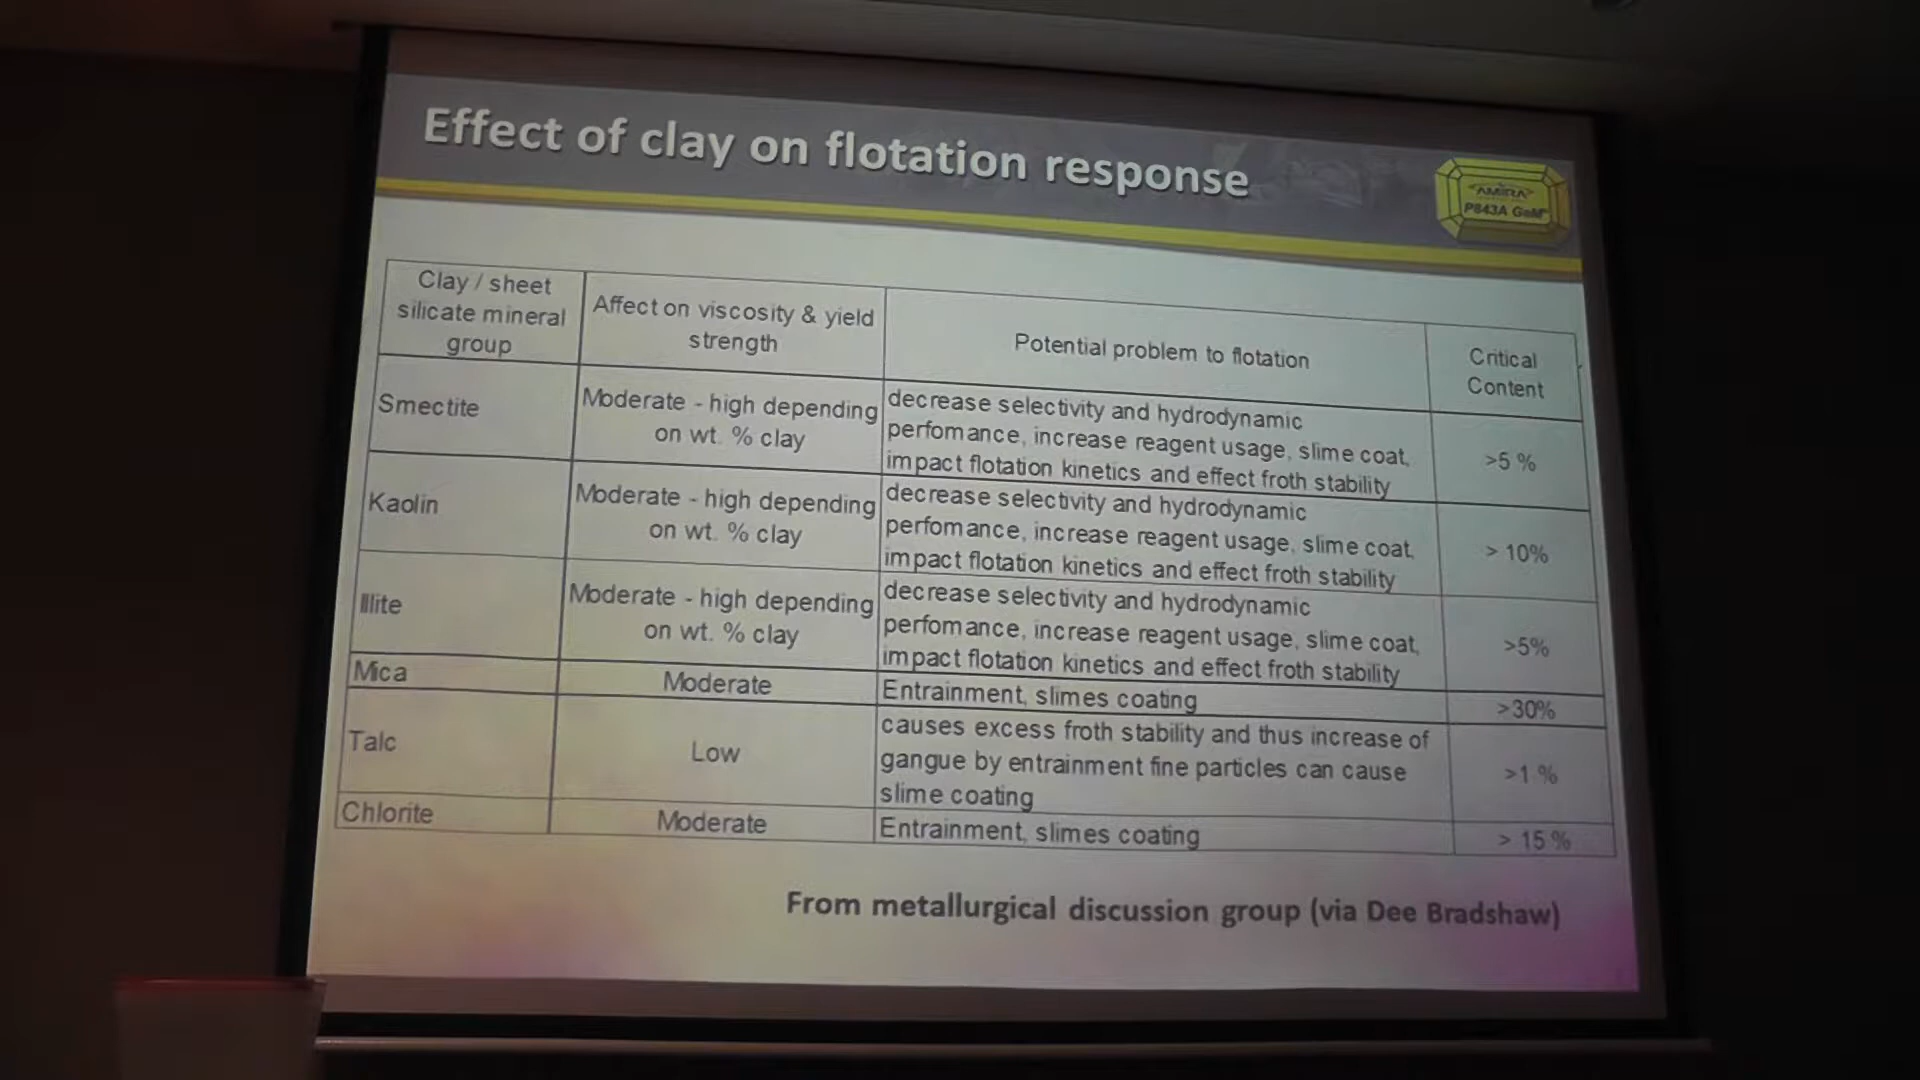 Effect of clay on flotation response
AMIRA
P843A GeM
Clay / sheet
silicate mineral
group
Affect on viscosity & yield
strength
Potential problem to flotation
Critical
Content
Smectite
Moderate - high depending
on wt. % clay
decrease selectivity and hydrodynamic
perfomance, increase reagent usage, slime coat,
impact flotation kinetics and effect froth stability
>5 %
Kaolin
Moderate - high depending
on wt. % clay
decrease selectivity and hydrodynamic
perfomance, increase reagent usage, slime coat,
impact flotation kinetics and effect froth stability
> 10%
Illite
Moderate - high depending
on wt. % clay
decrease selectivity and hydrodynamic
perfomance, increase reagent usage, slime coat,
impact flotation kinetics and effect froth stability
>5%
Mica
Moderate
Entrainment, slimes coating
>30%
Talc
Low
causes excess froth stability and thus increase of
gangue by entrainment fine particles can cause
slime coating
>1 %
Chlorite
Moderate
Entrainment, slimes coating
> 15 %
From metallurgical discussion group (via Dee Bradshaw)